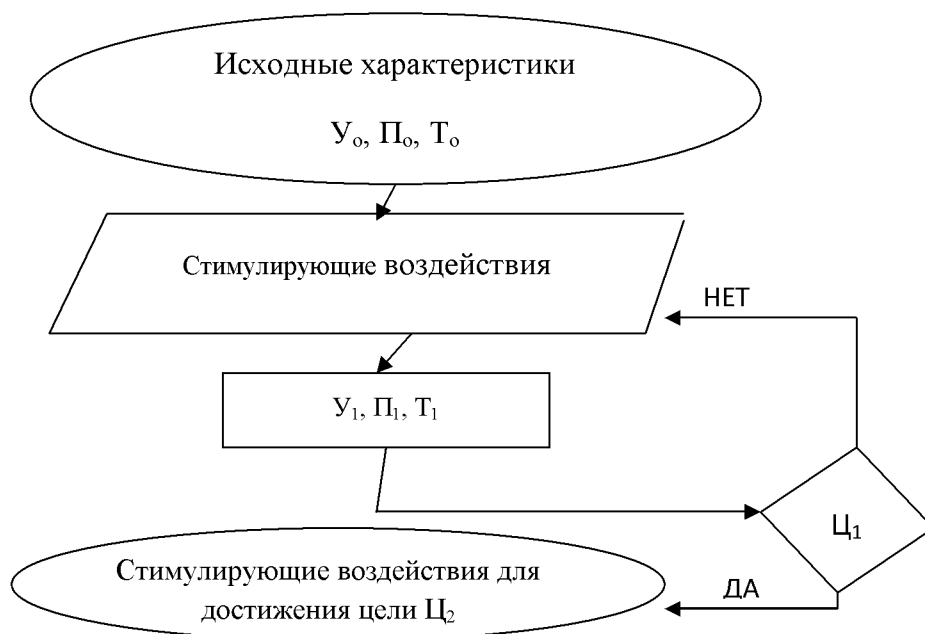 Исходные характеристики
Уₒ, Пₒ, Тₒ
Стимулирующие воздействия
НЕТ
У₁, П₁, Т₁
Ц₁
Стимулирующие воздействия для
достижения цели Ц₂
ДА